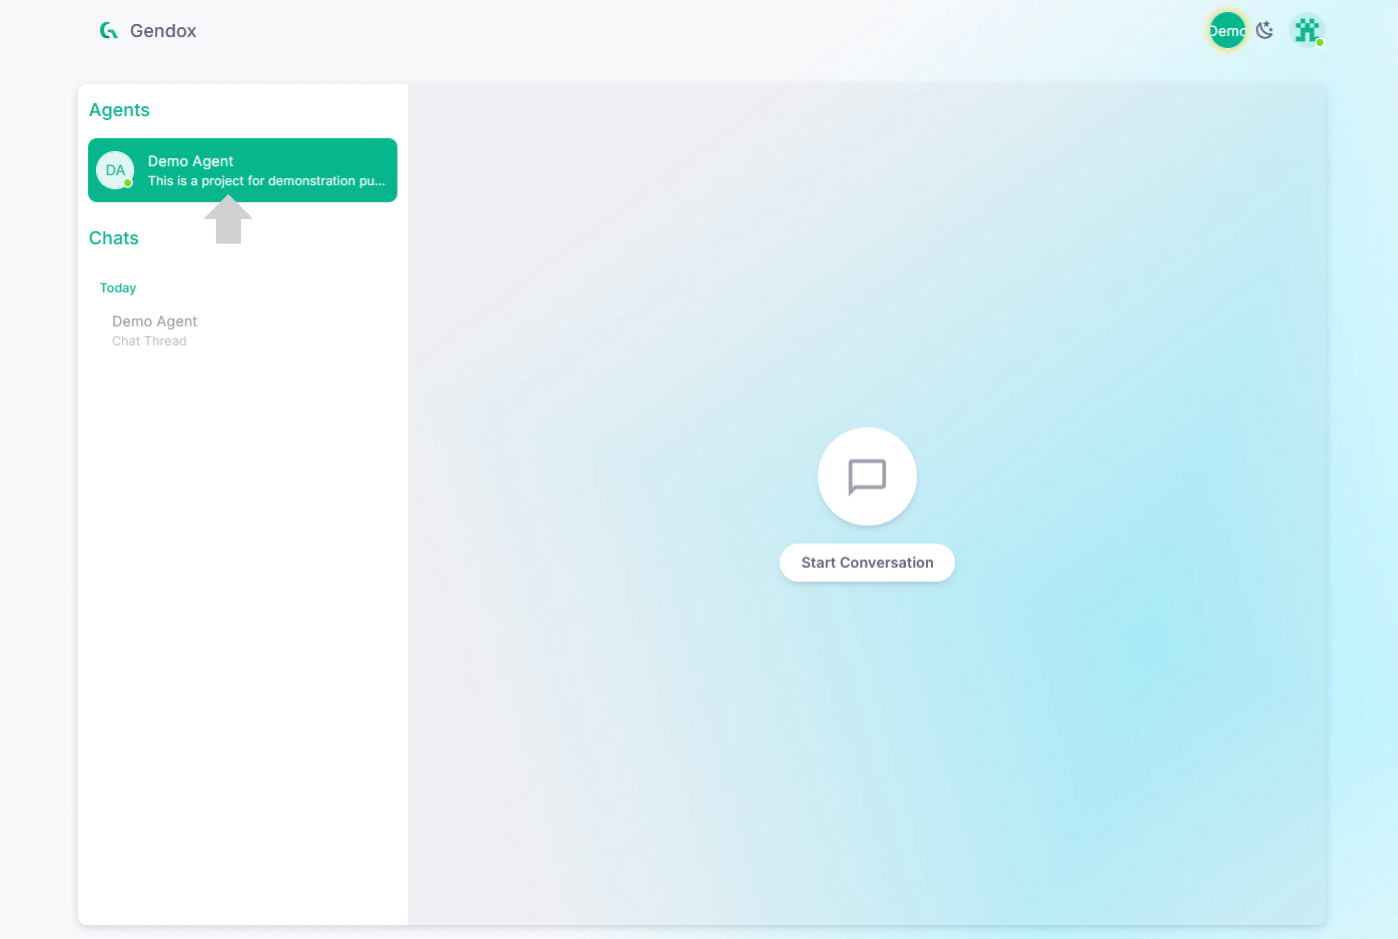 Gendox
Demo
Agents
DA
Demo Agent
This is a project for demonstration pu...
Chats
Today
Demo Agent
Chat Thread
Start Conversation